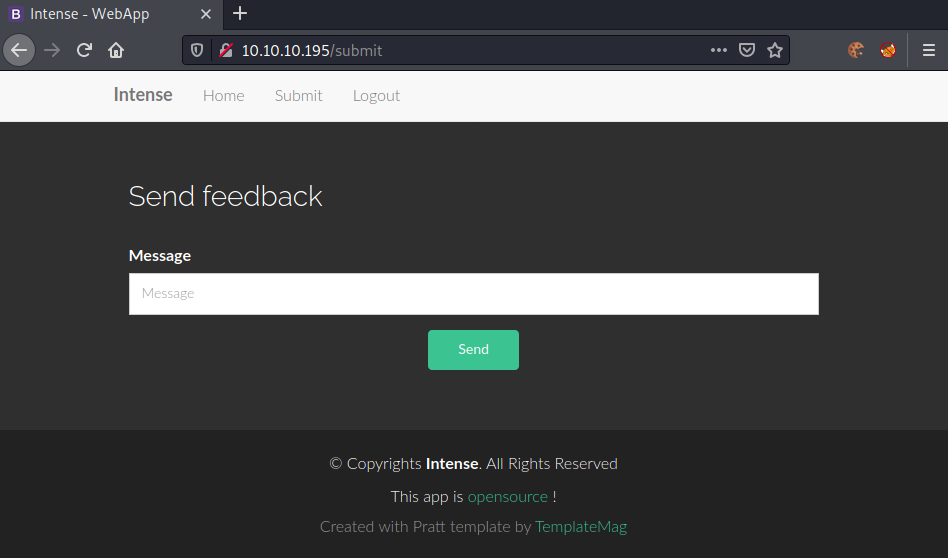 Intense - WebApp
10.10.10.195/submit
Intense Home Submit Logout
Send feedback
Message
Message
Send
© Copyrights Intense. All Rights Reserved
This app is opensource !
Created with Pratt template by TemplateMag